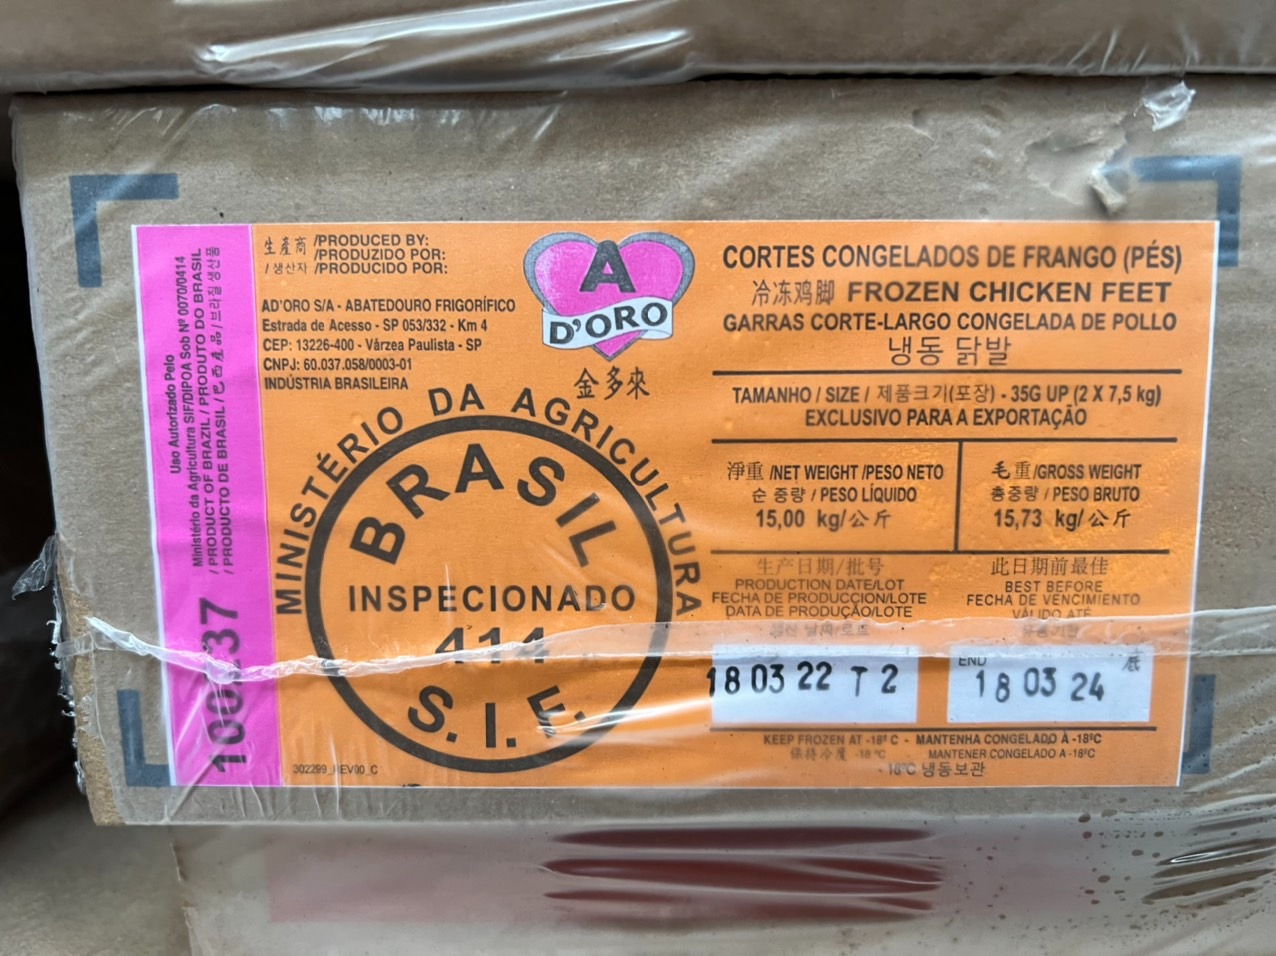 Uso Autorizado Pelo
Ministério da Agricultura SIF/DIPOA Sob Nº 0070/0414
/ PRODUCT OF BRAZIL / PRODUTO DO BRASIL
/ PRODUCTO DE BRASIL / 巴西產品 / 브라질 생산품
生產商 /PRODUCED BY:
/PRODUZIDO POR:
/ 생산자 /PRODUCIDO POR:
AD'ORO S/A - ABATEDOURO FRIGORÍFICO
Estrada de Acesso - SP 053/332 - Km 4
CEP: 13226-400 - Várzea Paulista - SP
CNPJ: 60.037.058/0003-01
INDÚSTRIA BRASILEIRA
A
D'ORO
金多來
MINISTÉRIO DA AGRICULTURA
BRASIL
INSPECIONADO
414
S.I.F.
302299_REV00_C
CORTES CONGELADOS DE FRANGO (PÉS)
冷冻鸡脚 FROZEN CHICKEN FEET
GARRAS CORTE-LARGO CONGELADA DE POLLO
냉동 닭발
TAMANHO / SIZE / 제품크기(포장) - 35G UP (2 X 7,5 kg)
EXCLUSIVO PARA A EXPORTAÇÃO
淨重 /NET WEIGHT /PESO NETO
순 중량 / PESO LÍQUIDO
15,00 kg/公斤
毛重 /GROSS WEIGHT
총중량 / PESO BRUTO
15,73 kg/公斤
生产日期/批号
PRODUCTION DATE/LOT
FECHA DE PRODUCCION/LOTE
DATA DE PRODUÇÃO/LOTE
18 03 22 T 2
此日期前最佳
BEST BEFORE
FECHA DE VENCIMIENTO
VÁLIDO ATÉ
END 底
18 03 24
KEEP FROZEN AT -18ºC - MANTENHA CONGELADO A -18ºC
保持冷度 -18 ºC MANTENER CONGELADO A -18ºC
- 18ºC 냉동보관